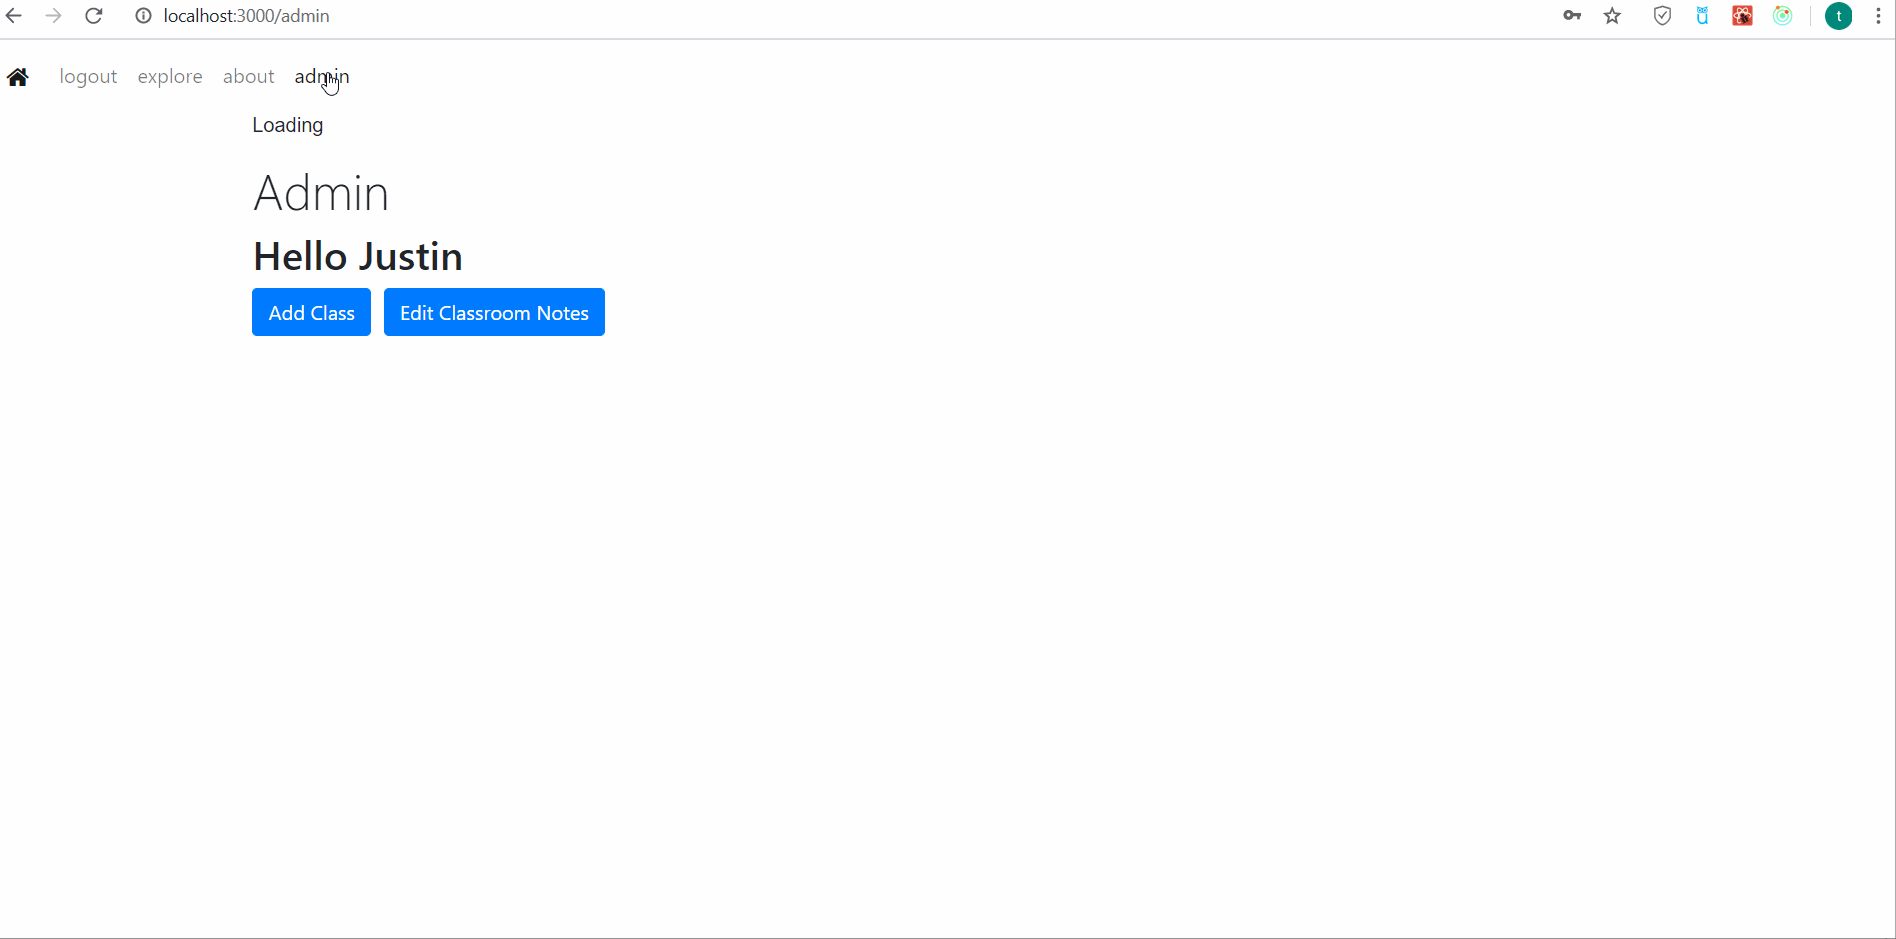 localhost:3000/admin
t
logout explore about admin
Loading
Admin
Hello Justin
Add Class Edit Classroom Notes